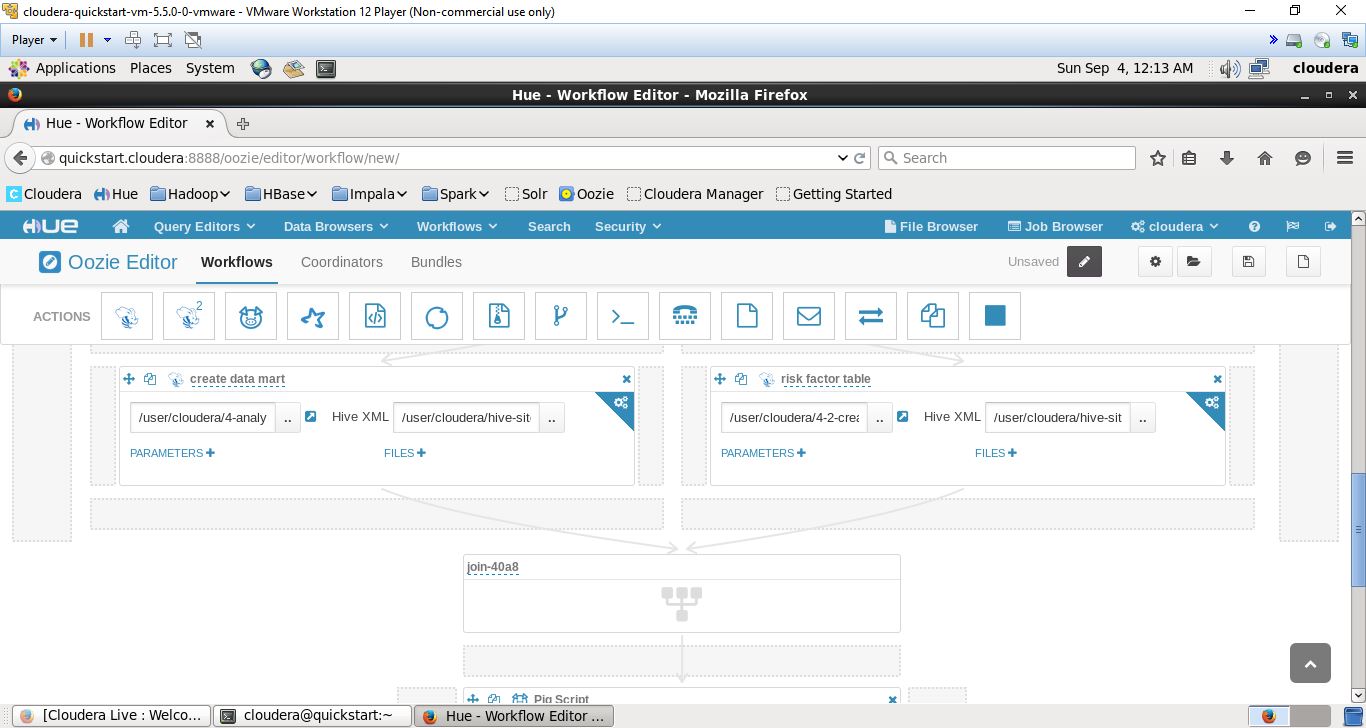 cloudera-quickstart-vm-5.5.0-0-vmware - VMware Workstation 12 Player (Non-commercial use only)
Player
Applications Places System Sun Sep 4, 12:13 AM cloudera
Hue - Workflow Editor - Mozilla Firefox
Hue - Workflow Editor
quickstart.cloudera:8888/oozie/editor/workflow/new/ Search
Cloudera Hue Hadoop HBase Impala Spark Solr Oozie Cloudera Manager Getting Started
HUE Query Editors Data Browsers Workflows Search Security File Browser Job Browser cloudera
Oozie Editor Workflows Coordinators Bundles Unsaved
ACTIONS 2
create data mart risk factor table
/user/cloudera/4-analy .. Hive XML /user/cloudera/hive-sit .. /user/cloudera/4-2-crea .. Hive XML /user/cloudera/hive-sit ..
PARAMETERS FILES PARAMETERS FILES
join-40a8
Pig Script
[Cloudera Live : Welco... cloudera@quickstart:~ Hue - Workflow Editor ...